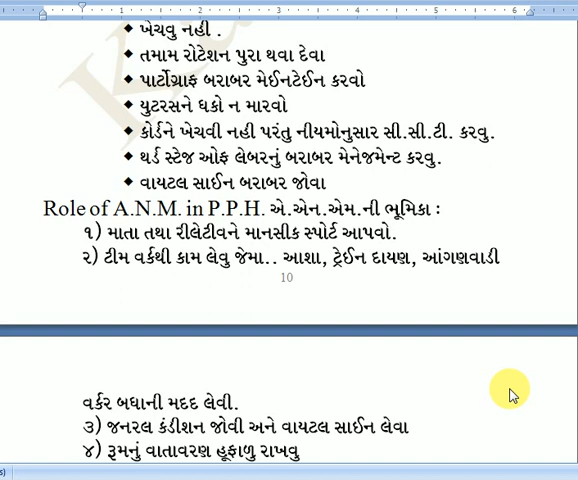 ખેચવુ નહી .
તમામ રોટેશન પુરા થવા દેવા
પાર્ટોગ્રાફ બરાબર મેઈનટેઈન કરવો
યુટરસને ધકો ન મારવો
કોર્ડને ખેચવી નહી પરંતુ નીયમોનુસાર સી.સી.ટી. કરવુ.
થર્ડ સ્ટેજ ઓફ લેબરનું બરાબર મેનેજમેન્ટ કરવુ.
વાયટલ સાઈન બરાબર જોવા
Role of A.N.M. in P.P.H. એ.એન.એમ.ની ભૂમિકા :
૧) માતા તથા રીલેટીવને માનસીક સ્પોર્ટ આપવો.
૨) ટીમ વર્કથી કામ લેવુ જેમા.. આશા, ટ્રેઈન દાયણ, આંગણવાડી
10
વર્કર બધાની મદદ લેવી.
૩) જનરલ કંડીશન જોવી અને વાયટલ સાઈન લેવા
૪) રૂમનું વાતાવરણ હૂફાળુ રાખવુ